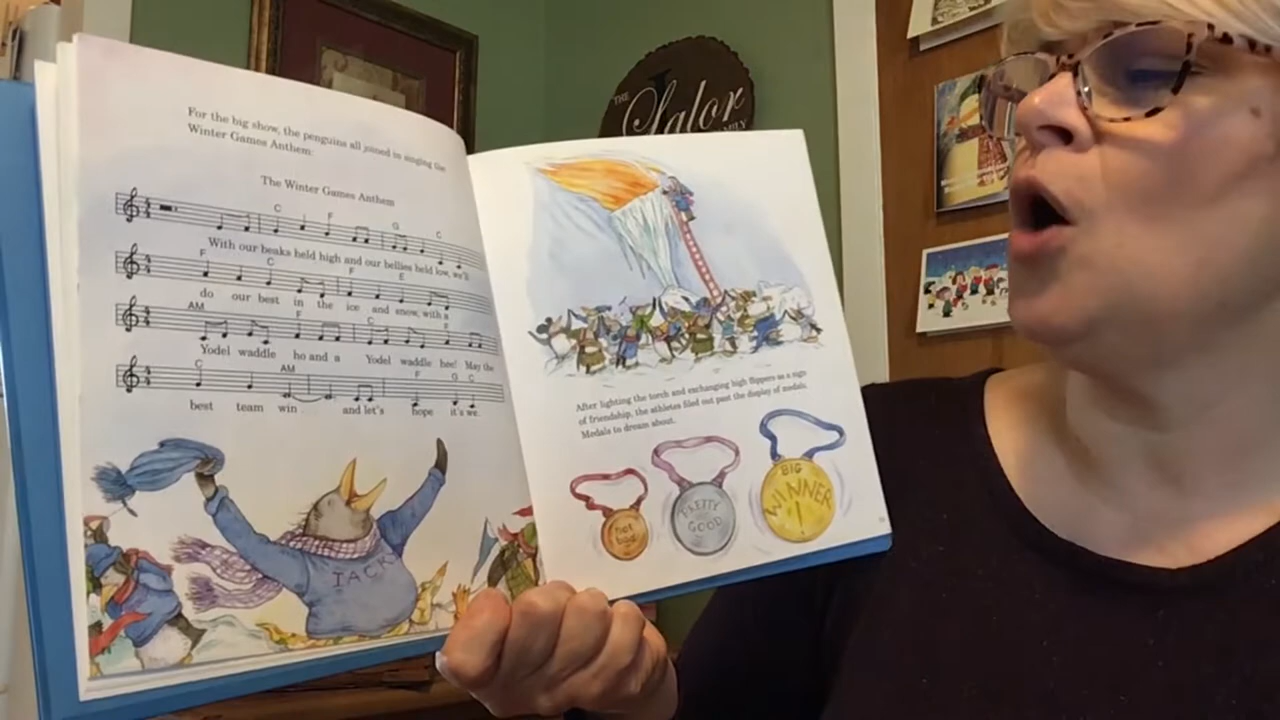 For the big show, the penguins all joined in singing the
Winter Games Anthem:
The Winter Games Anthem
C F G C
With our beaks held high and our bellies held low, we'll
F C F E
do our best in the ice and snow, with a
AM F C F
Yodel waddle ho and a Yodel waddle hee! May the
C AM F G C
best team win . and let's hope it's we.
JACK
THE
Lalor
FAMILY
After lighting the torch and exchanging high flippers as a sign
of friendship, the athletes filed out past the display of medals.
Medals to dream about.
not
bad
PRETTY
GOOD
BIG
WINNER
!